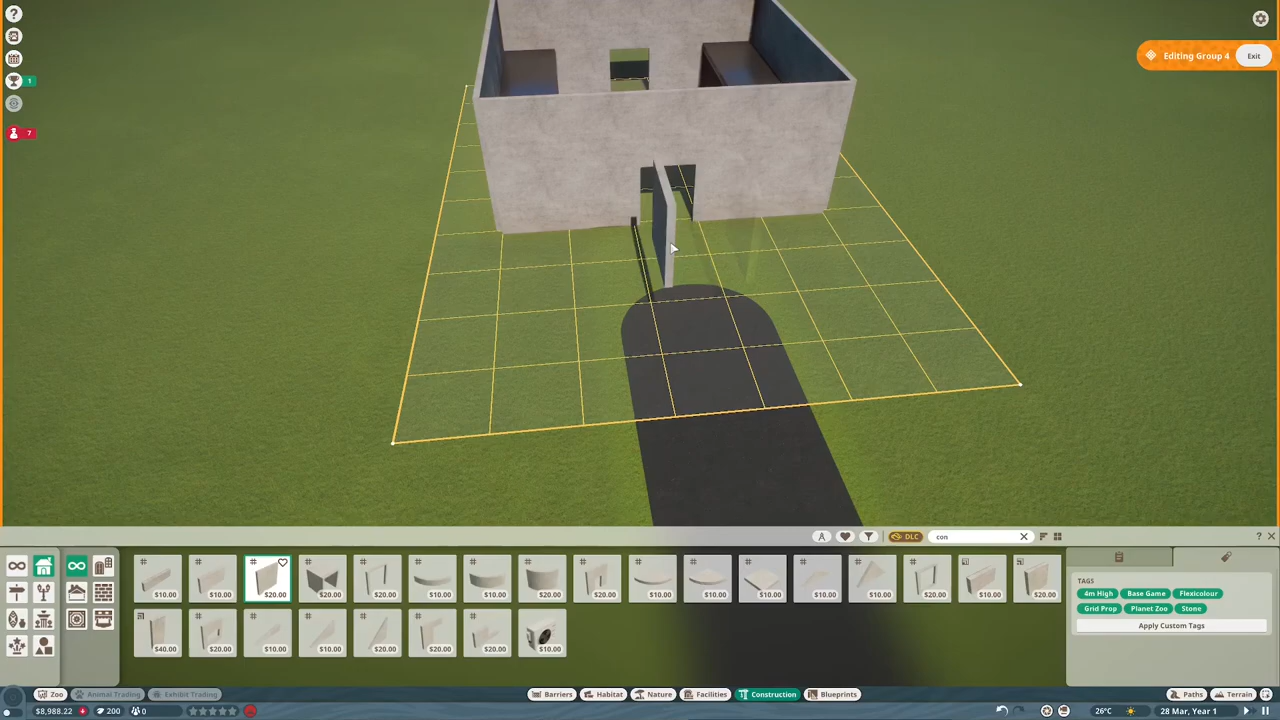 ?
Editing Group 4
Exit
1
7
A
DLC
con
?
$10.00
$10.00
$20.00
$20.00
$20.00
$10.00
$10.00
$20.00
$20.00
$10.00
$10.00
$10.00
$10.00
$10.00
$20.00
$10.00
$20.00
$40.00
$20.00
$10.00
$10.00
$20.00
$20.00
$20.00
$10.00
TAGS
4m High
Base Game
Flexicolour
Grid Prop
Planet Zoo
Stone
Apply Custom Tags
Zoo
Animal Trading
Exhibit Trading
Barriers
Habitat
Nature
Facilities
Construction
Blueprints
Paths
Terrain
$8,988.22
200
0
26°C
28 Mar, Year 1